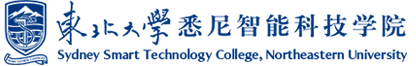 東北大學悉尼智能科技学院
Sydney Smart Technology College, Northeastern University